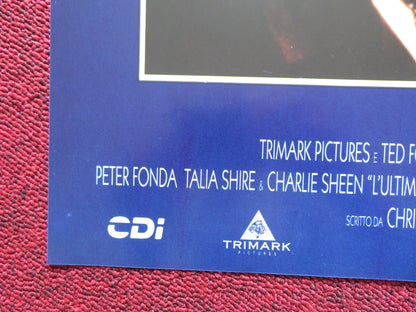 TRIMARK PICTURES E TED
PETER FONDA TALIA SHIRE & CHARLIE SHEEN "L'ULTIM
SCRITTO DA CHRI
CDi
TRIMARK
PICTURES